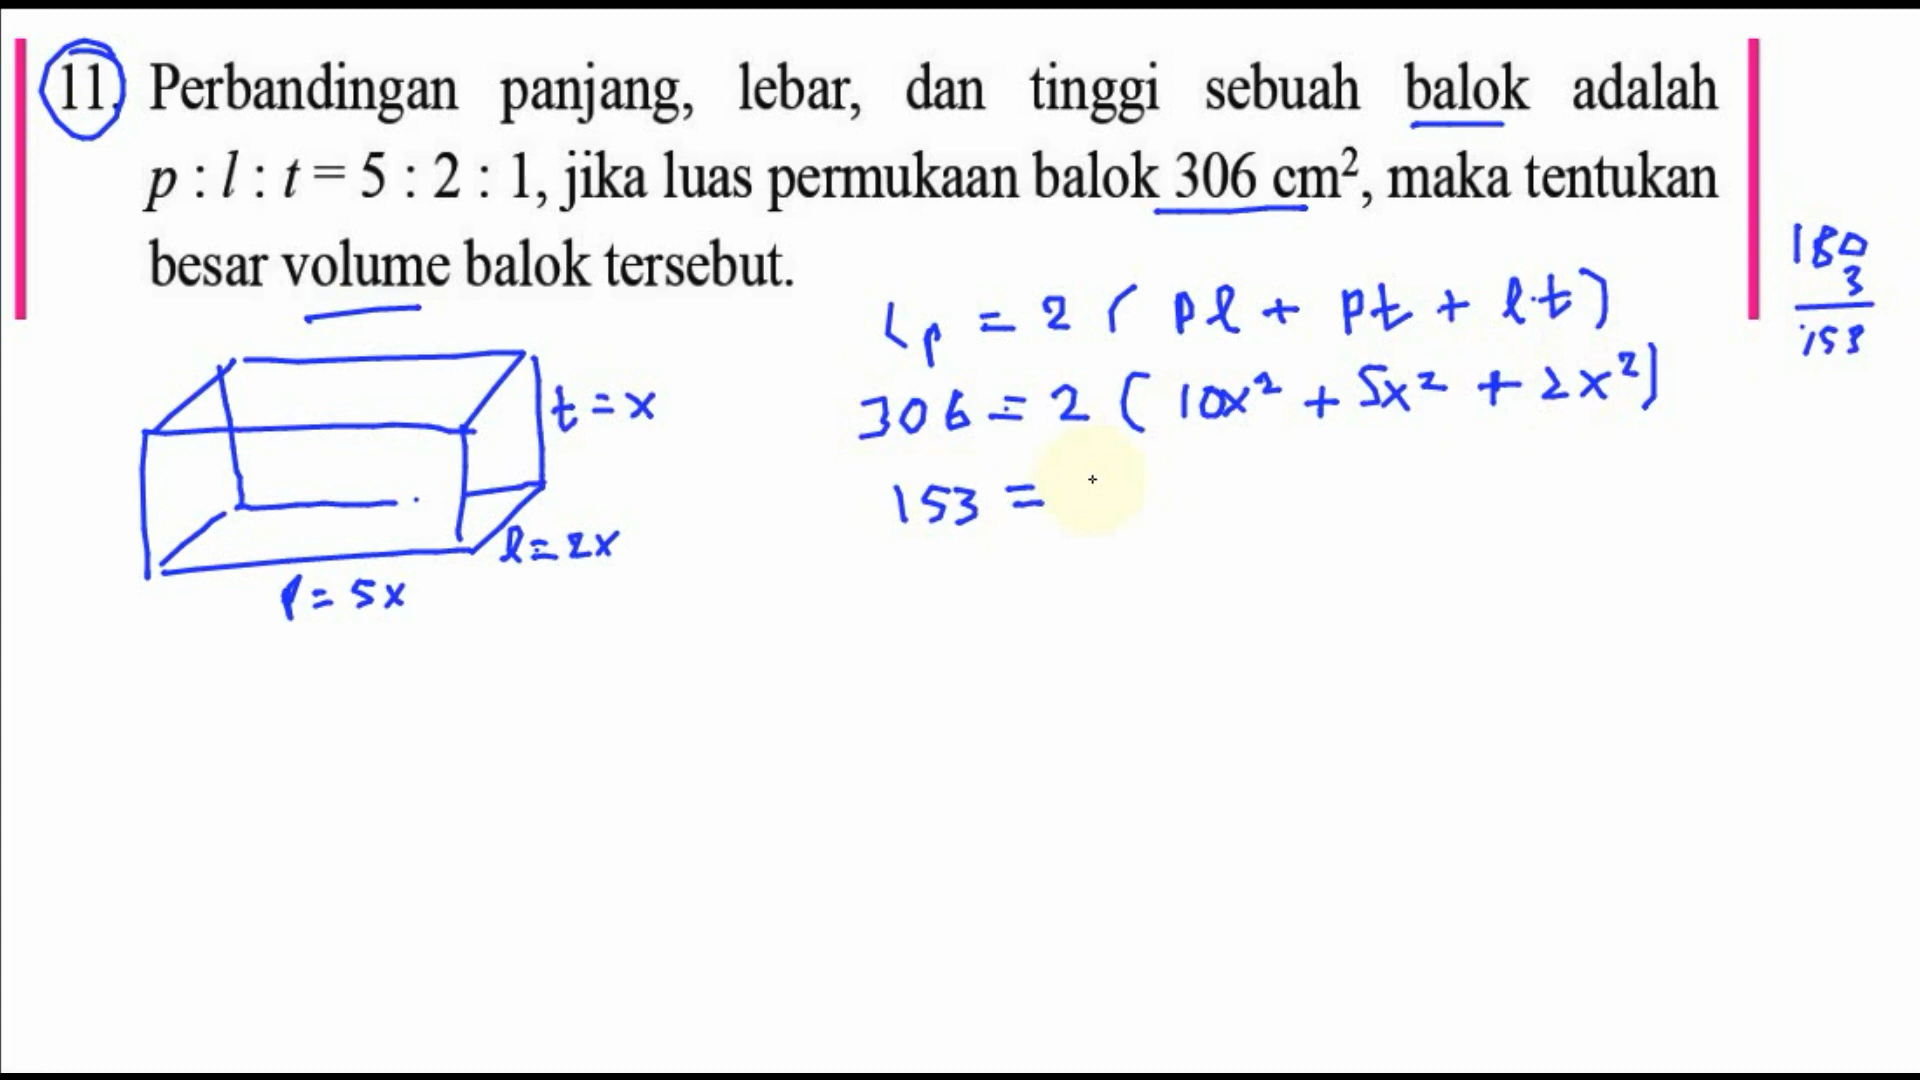 11. Perbandingan panjang, lebar, dan tinggi sebuah balok adalah
p : l : t = 5 : 2 : 1, jika luas permukaan balok 306 cm², maka tentukan
besar volume balok tersebut.
150
3
153
Lp = 2 ( pl + pt + l.t )
306 = 2 ( 10x² + 5x² + 2x² )
153 =
t = x
l = 2x
p = 5x